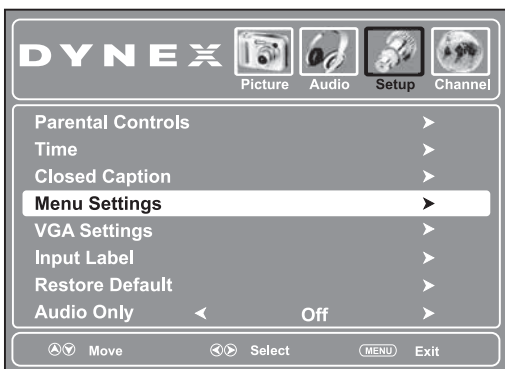 DYNEX
Picture Audio Setup Channel
Parental Controls
Time
Closed Caption
Menu Settings
VGA Settings
Input Label
Restore Default
Audio Only Off
Move Select MENU Exit